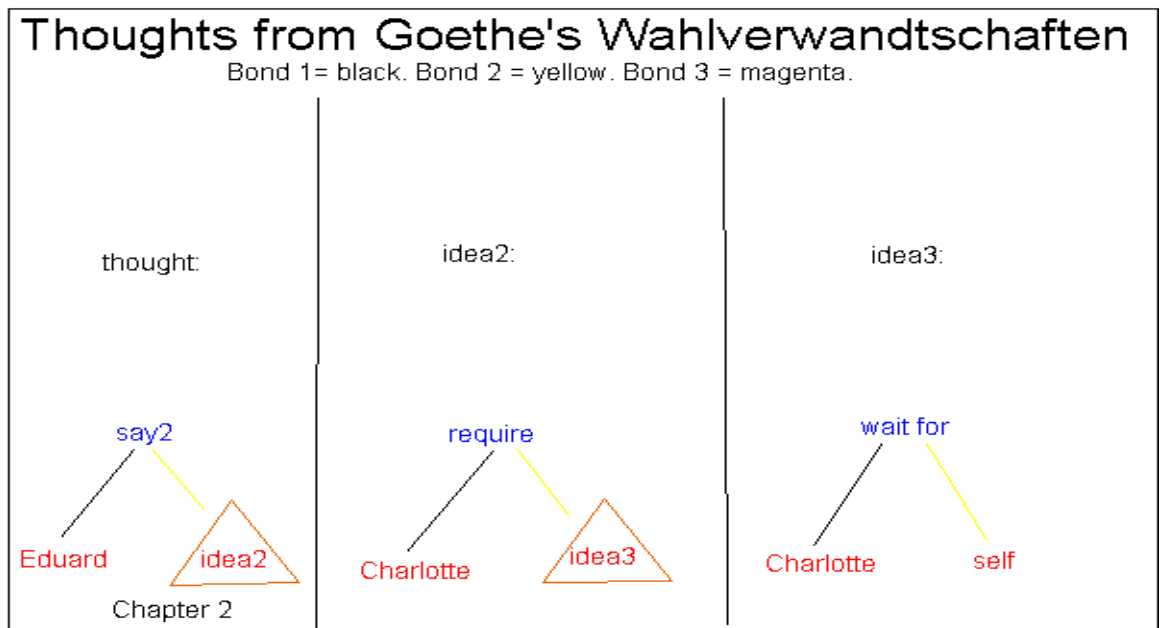 Thoughts from Goethe's Wahlverwandtschaften
Bond 1= black. Bond 2 = yellow. Bond 3 = magenta.
thought:
say2
Eduard
idea2
Chapter 2
idea2:
require
Charlotte
idea3
idea3:
wait for
Charlotte
self